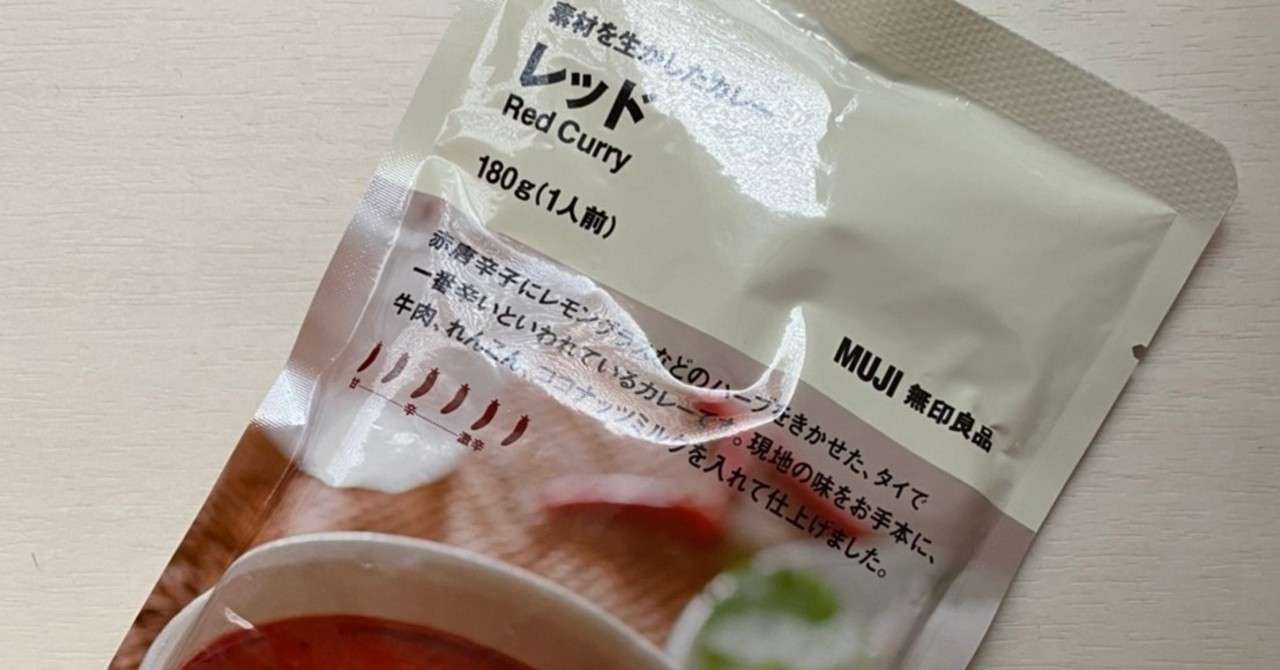 素材を生かしたカレー
レッド
Red Curry
180g(1人前)
赤唐辛子にレモングラスなどのハーブをきかせた、タイで
一番辛いといわれているカレーです。現地の味をお手本に、
牛肉、れんこん、ココナッツミルクを入れて仕上げました。
甘 辛 激辛
MUJI 無印良品